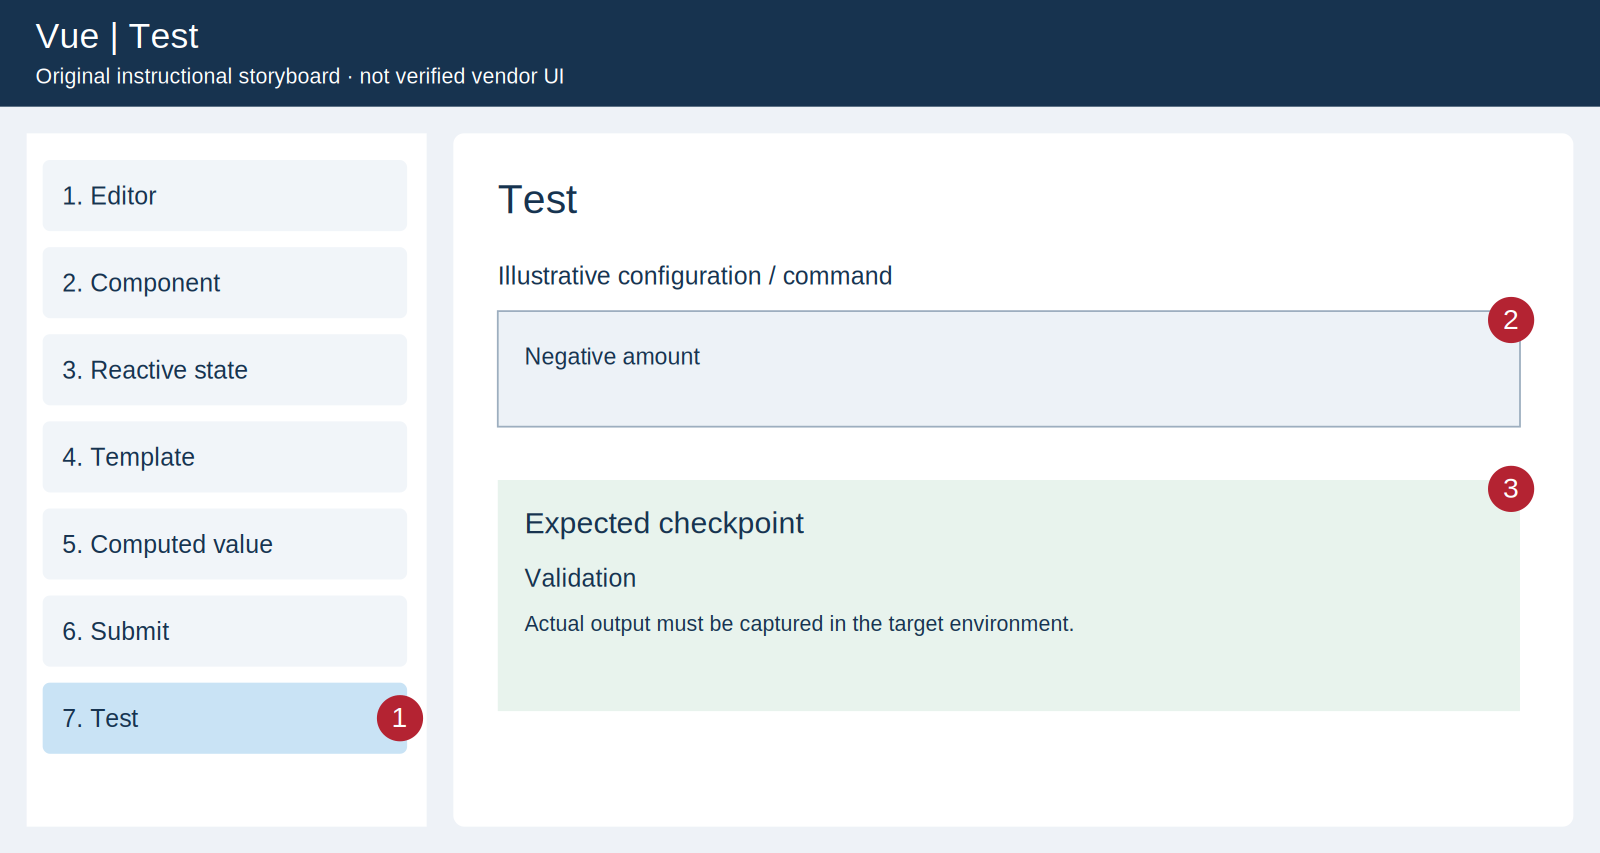 Vue | Test
Original instructional storyboard · not verified vendor UI
1. Editor
2. Component
3. Reactive state
4. Template
5. Computed value
6. Submit
7. Test
1
Test
Illustrative configuration / command
2
Negative amount
3
Expected checkpoint
Validation
Actual output must be captured in the target environment.